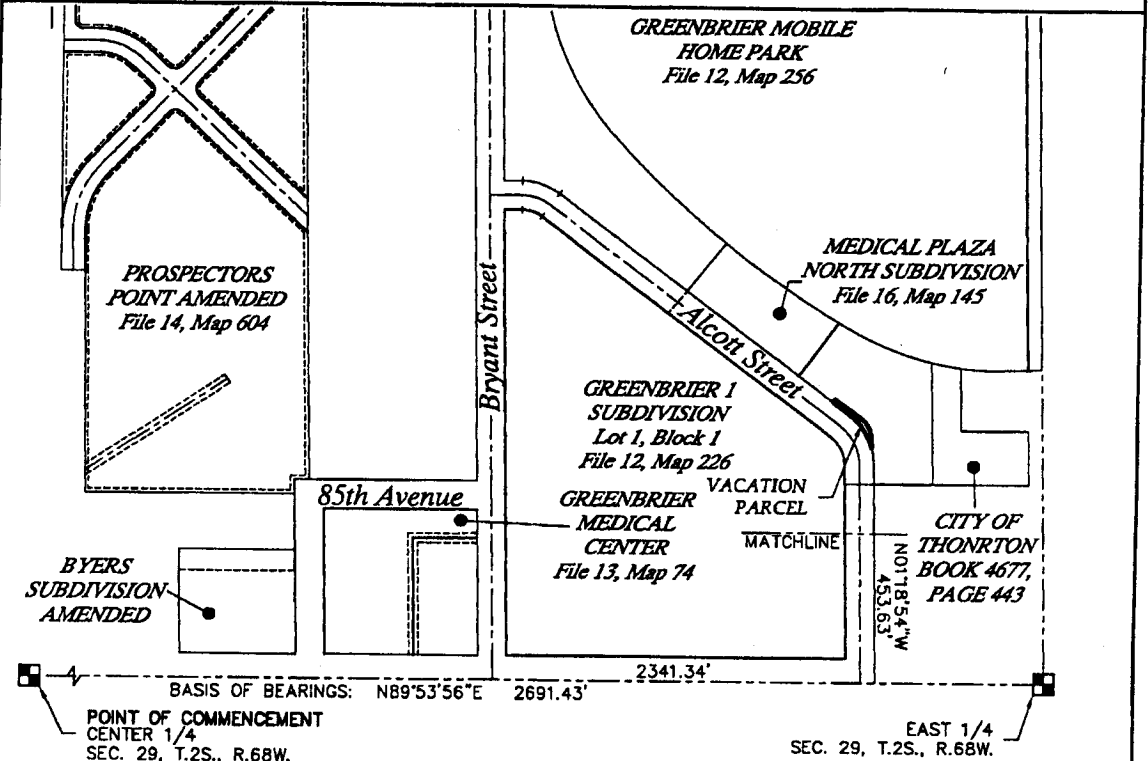 GREENBRIER MOBILE
HOME PARK
File 12, Map 256
PROSPECTORS
POINT AMENDED
File 14, Map 604
MEDICAL PLAZA
NORTH SUBDIVISION
File 16, Map 145
Bryant Street
Alcott Street
GREENBRIER 1
SUBDIVISION
Lot 1, Block 1
File 12, Map 226
VACATION
PARCEL
85th Avenue
GREENBRIER
MEDICAL
CENTER
File 13, Map 74
MATCHLINE
CITY OF
THONRTON
BOOK 4677,
PAGE 443
N01°18'54"W
453.63'
BYERS
SUBDIVISION
AMENDED
2341.34'
BASIS OF BEARINGS: N89°53'56"E 2691.43'
POINT OF COMMENCEMENT
CENTER 1/4
SEC. 29, T.2S., R.68W.
EAST 1/4
SEC. 29, T.2S., R.68W.